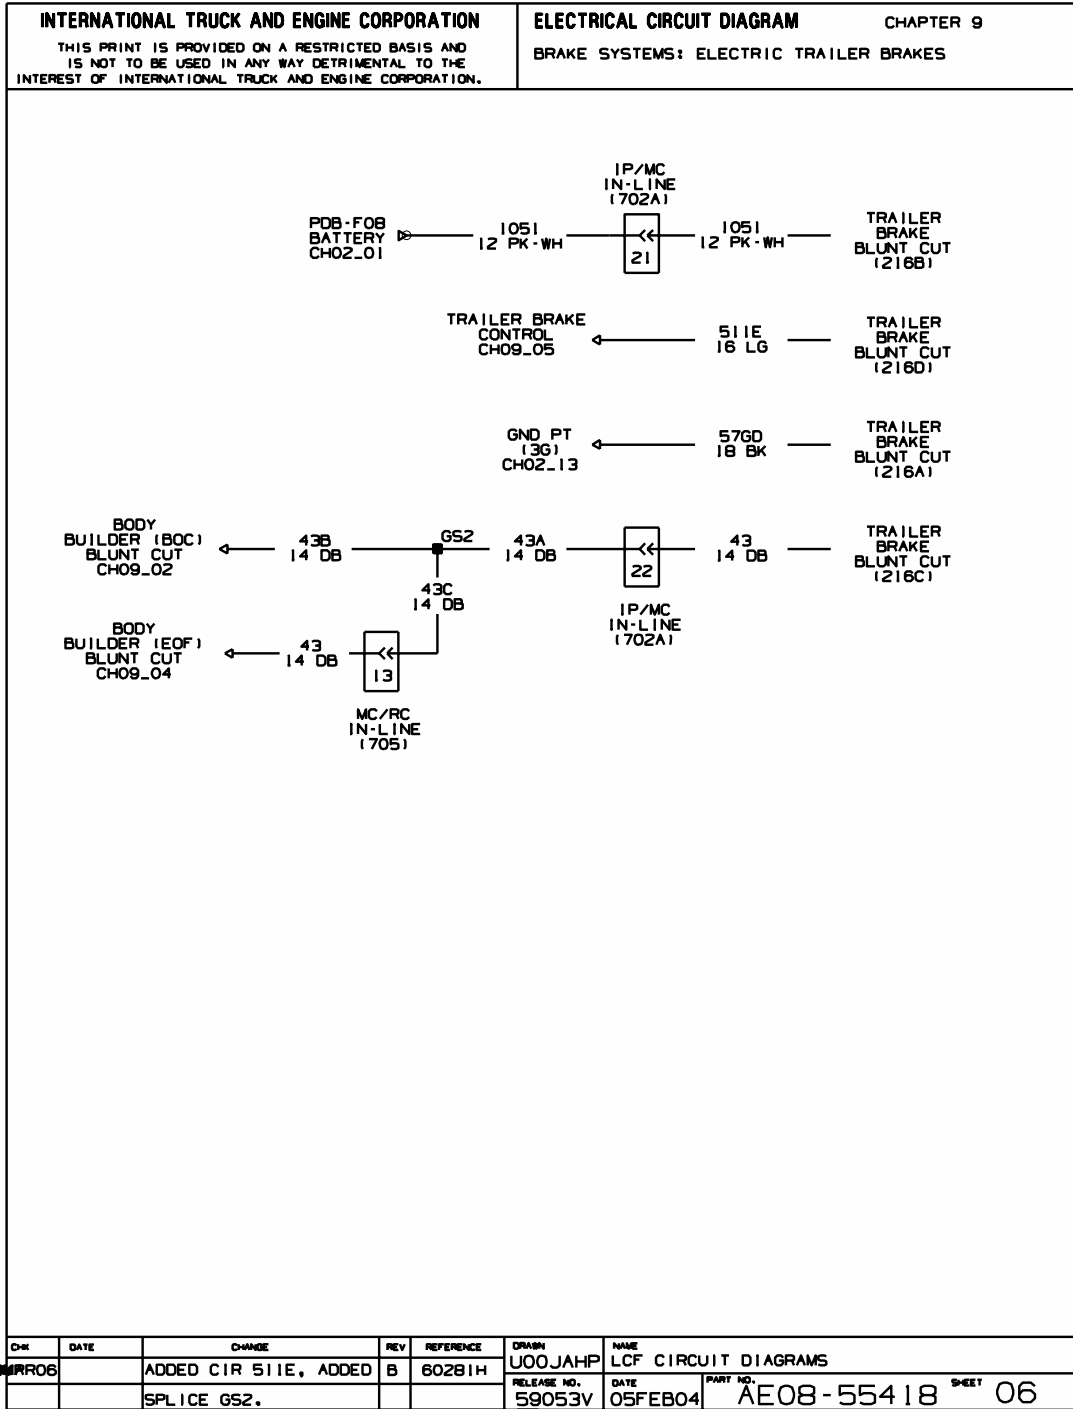 INTERNATIONAL TRUCK AND ENGINE CORPORATION
THIS PRINT IS PROVIDED ON A RESTRICTED BASIS AND
IS NOT TO BE USED IN ANY WAY DETRIMENTAL TO THE
INTEREST OF INTERNATIONAL TRUCK AND ENGINE CORPORATION.
ELECTRICAL CIRCUIT DIAGRAM CHAPTER 9
BRAKE SYSTEMS: ELECTRIC TRAILER BRAKES
IP/MC
IN-LINE
(702A)
PDB-F08
BATTERY
CH02_01
1051
12 PK-WH
21
1051
12 PK-WH
TRAILER
BRAKE
BLUNT CUT
(216B)
TRAILER BRAKE
CONTROL
CH09_05
511E
16 LG
TRAILER
BRAKE
BLUNT CUT
(216D)
GND PT
(3G)
CH02_13
57GD
18 BK
TRAILER
BRAKE
BLUNT CUT
(216A)
BODY
BUILDER (BOC)
BLUNT CUT
CH09_02
43B
14 DB
GS2
43A
14 DB
22
43
14 DB
TRAILER
BRAKE
BLUNT CUT
(216C)
43C
14 DB
IP/MC
IN-LINE
(702A)
BODY
BUILDER (EOF)
BLUNT CUT
CH09_04
43
14 DB
13
MC/RC
IN-LINE
(705)
CHK DATE CHANGE REV REFERENCE
ADDED CIR 511E, ADDED B 60281H
SPLICE GS2.
DRAWN
U00JAHP
NAME
LCF CIRCUIT DIAGRAMS
RELEASE NO.
59053V
DATE
05FEB04
PART NO.
AE08-55418
SHEET 06